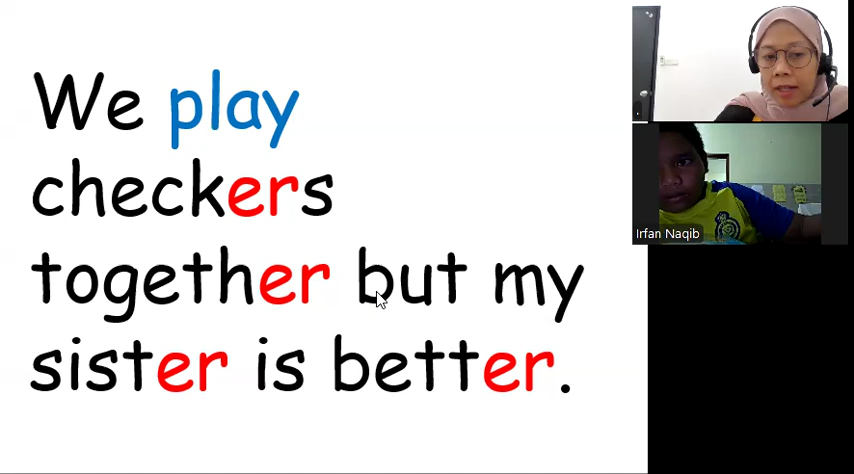 We play
checkers
together but my
sister is better.
Irfan Naqib